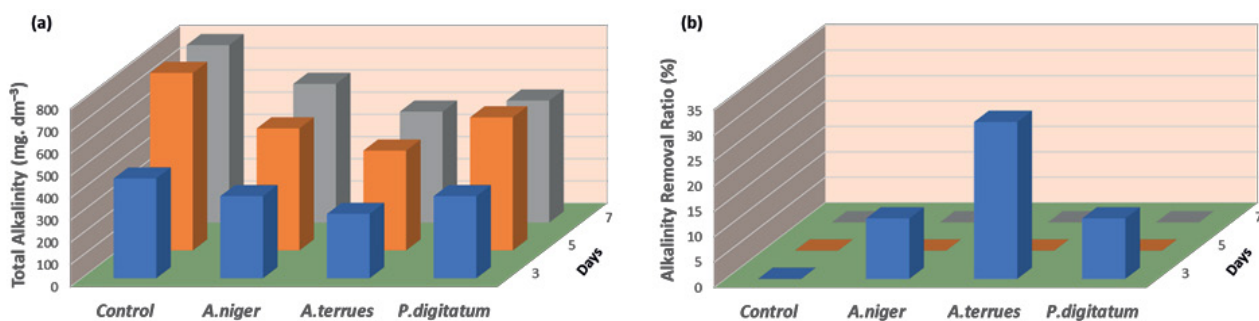 (a)
Total Alkalinity (mg. dm⁻³)
800
700
600
500
400
300
200
100
0
Control
A.niger
A.terrues
P.digitatum
3
5
7
Days
(b)
Alkalinity Removal Ratio (%)
35
30
25
20
15
10
5
0
Control
A.niger
A.terrues
P.digitatum
3
5
7
Days